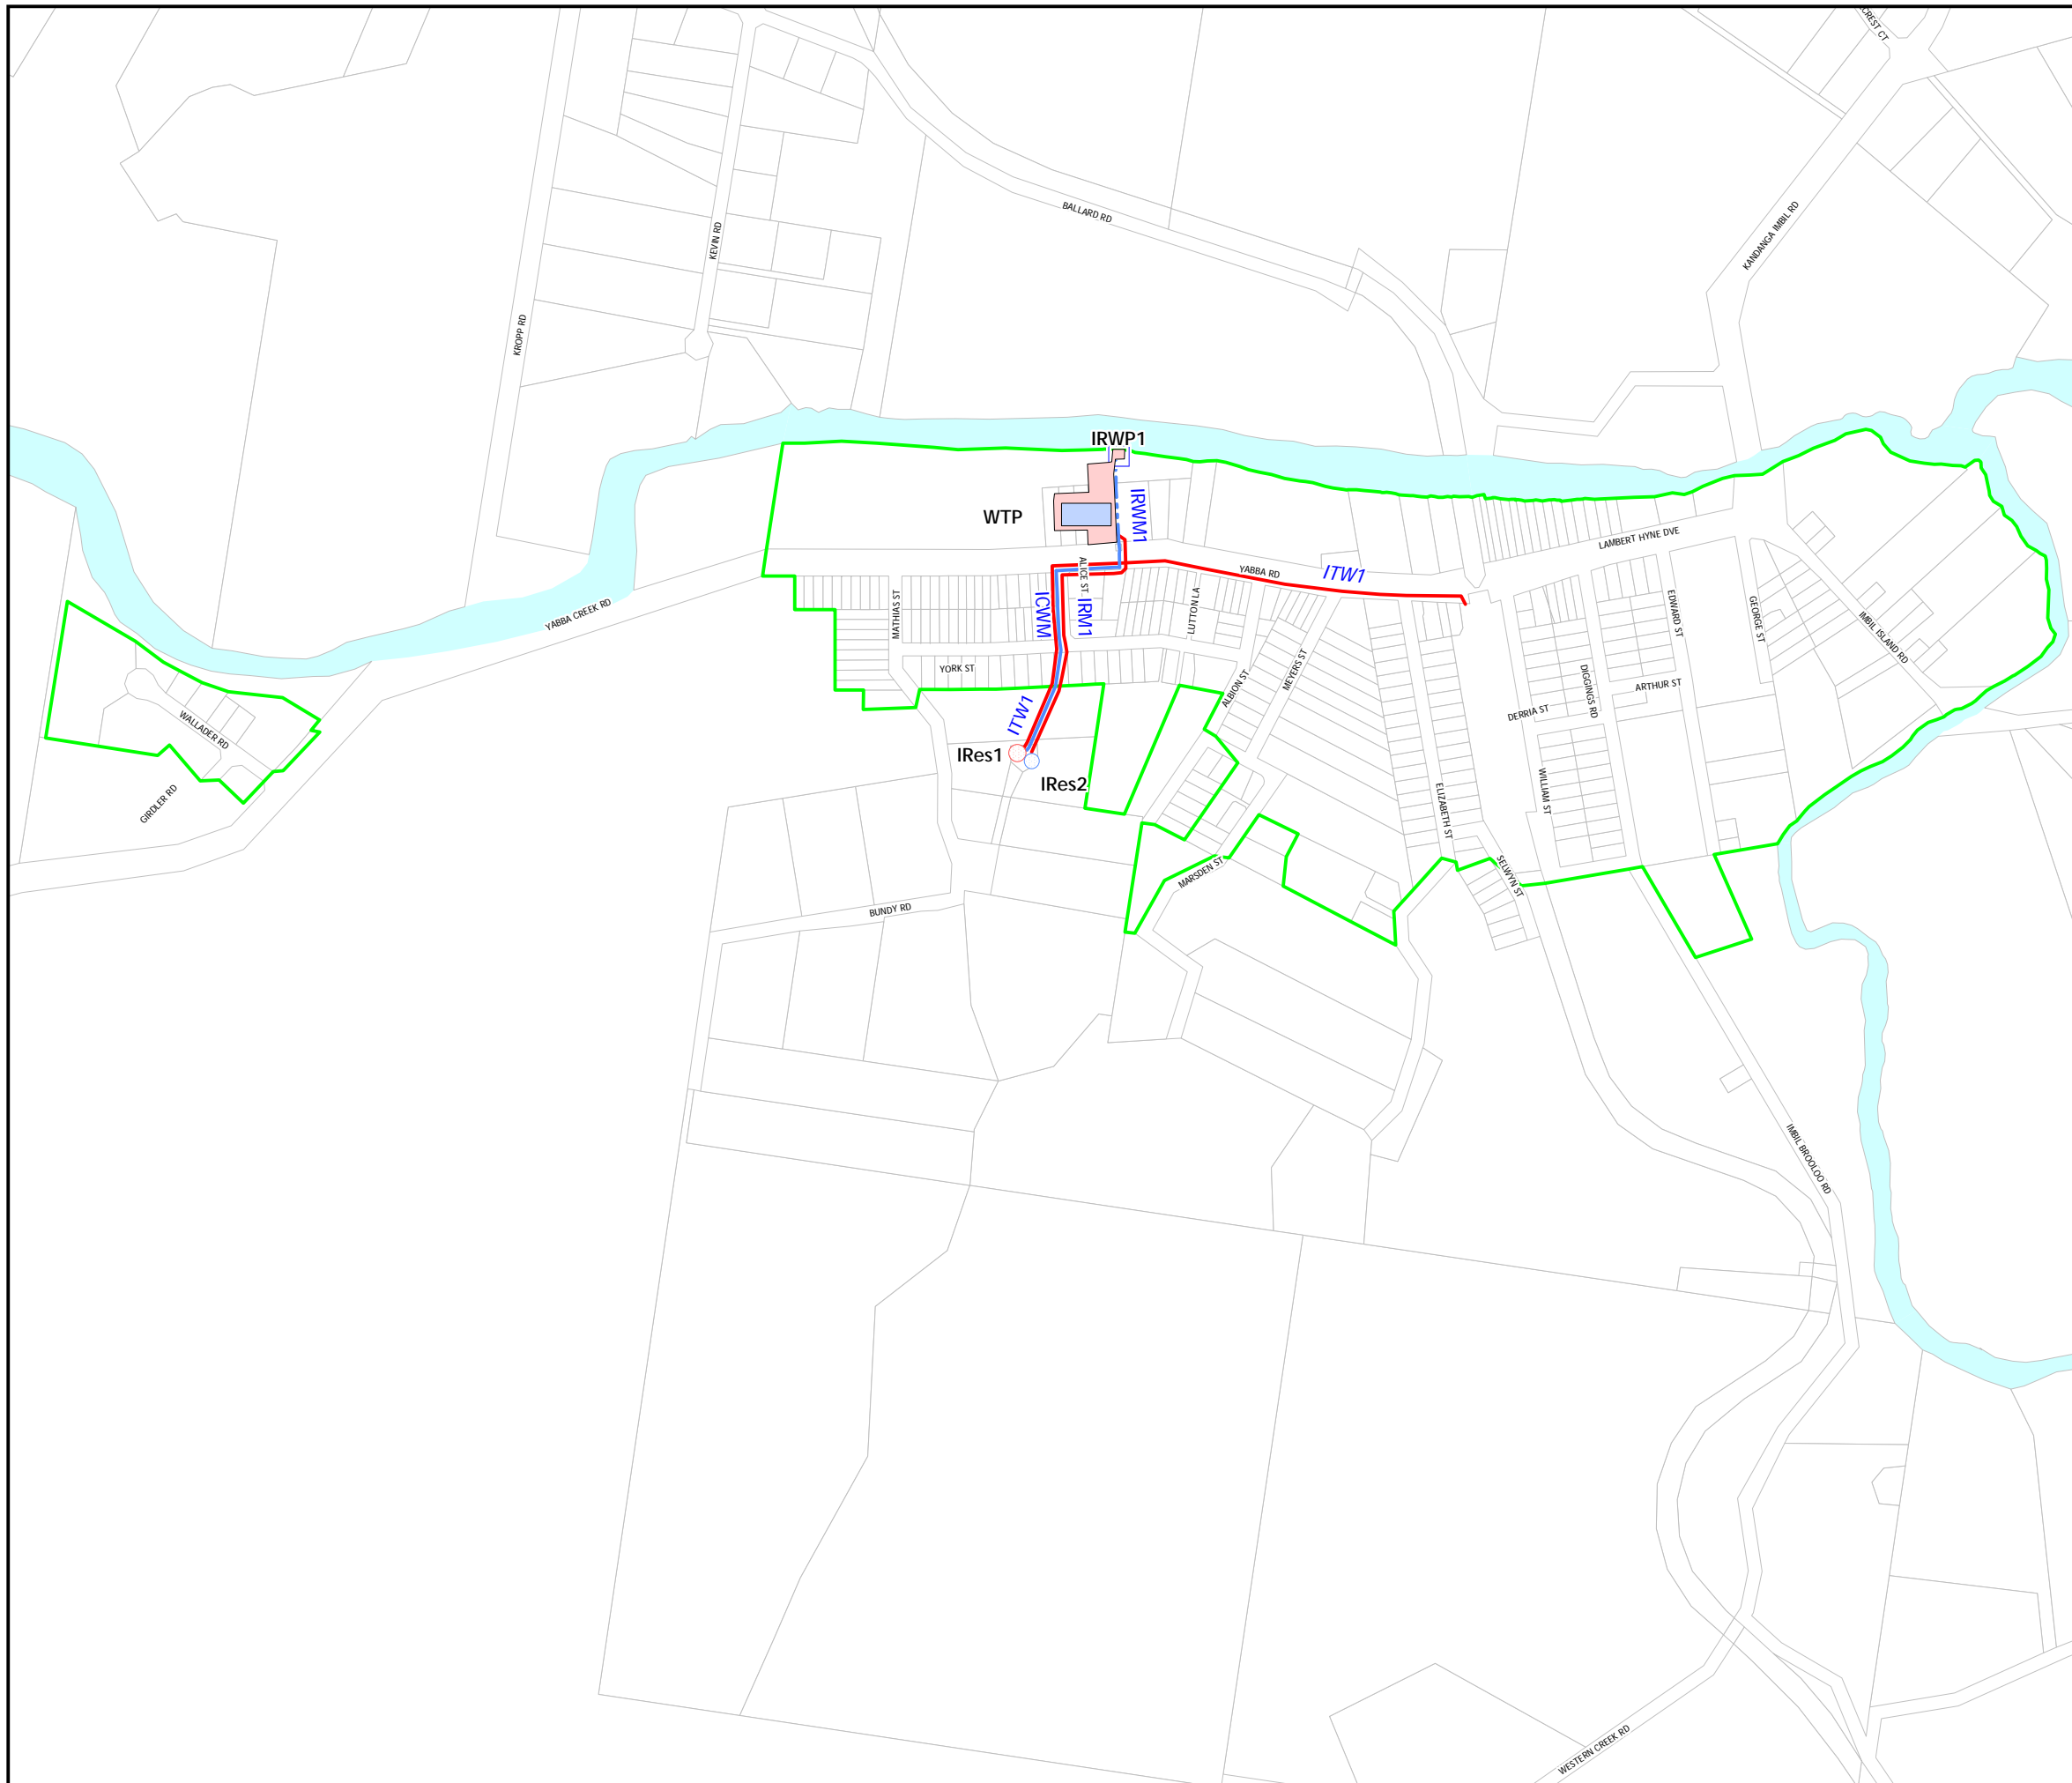 CREST CT
BALLARD RD
KANDANGA IMBIL RD
KEVIN RD
KROPP RD
IRWP1
IRWM1
WTP
LAMBERT HYNE DVE
YABBA RD
ITW1
ALICE ST
ICWM
IRM1
LUTTON LA
MATHIAS ST
YABBA CREEK RD
EDWARD ST
GEORGE ST
IMBIL ISLAND RD
YORK ST
ALBION ST
MEYERS ST
DIGGINGS RD
ARTHUR ST
DERRIA ST
ITW1
WALLADER RD
IRes1
IRes2
GIRDLER RD
WILLIAM ST
ELIZABETH ST
MARSDEN ST
SELWYN ST
BUNDY RD
IMBIL BROOLOO RD
WESTERN CREEK RD